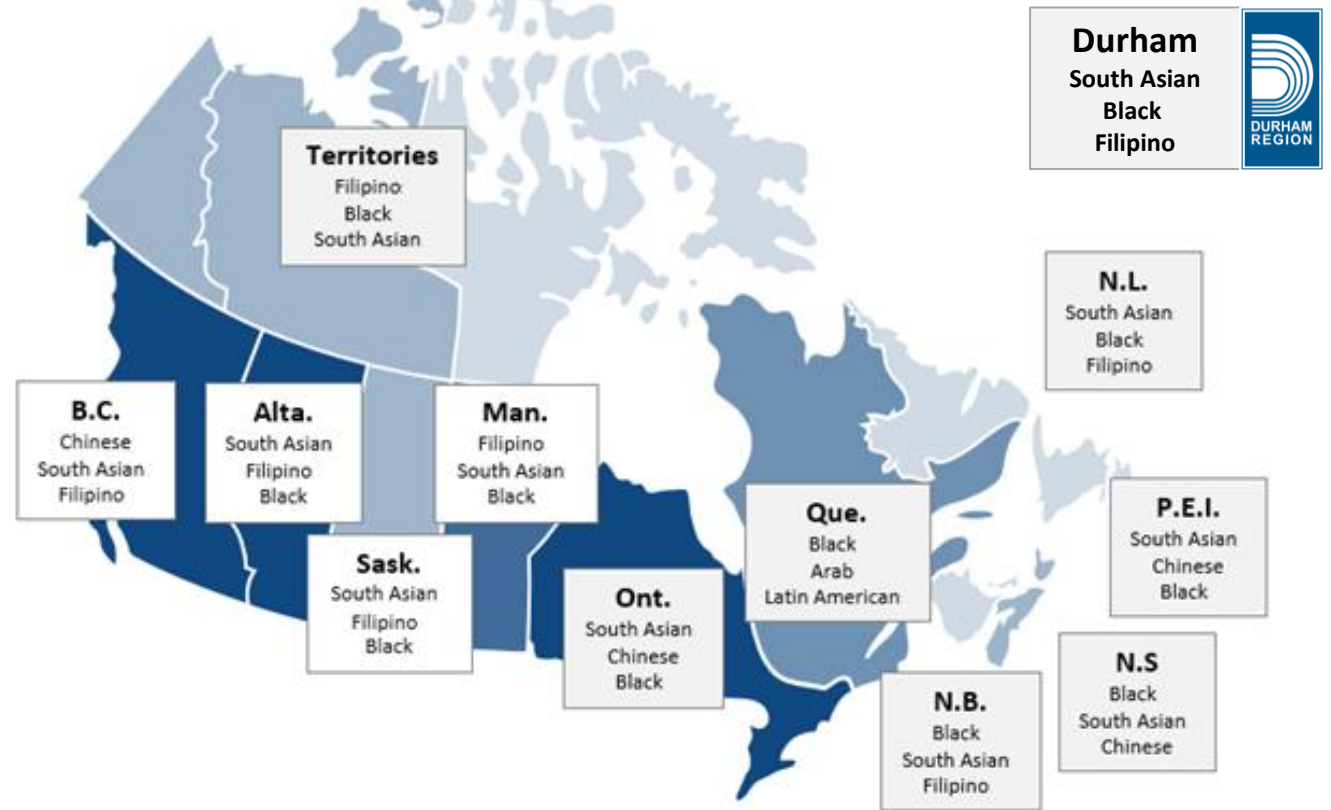 Durham
South Asian
Black
Filipino
DURHAM
REGION
Territories
Filipino
Black
South Asian
N.L.
South Asian
Black
Filipino
B.C.
Chinese
South Asian
Filipino
Alta.
South Asian
Filipino
Black
Man.
Filipino
South Asian
Black
Sask.
South Asian
Filipino
Black
Ont.
South Asian
Chinese
Black
Que.
Black
Arab
Latin American
P.E.I.
South Asian
Chinese
Black
N.B.
Black
South Asian
Filipino
N.S
Black
South Asian
Chinese